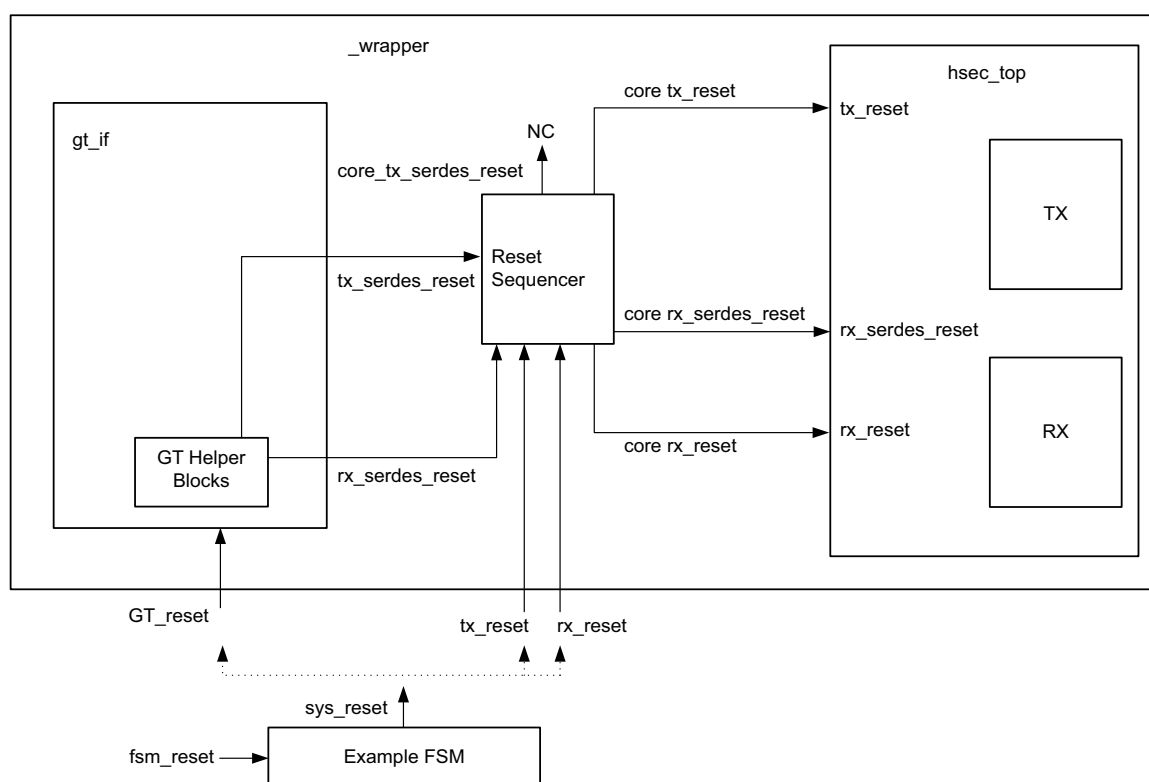 _wrapper
hsec_top
gt_if
core tx_reset
tx_reset
NC
core_tx_serdes_reset
TX
Reset
Sequencer
tx_serdes_reset
core rx_serdes_reset
rx_serdes_reset
GT Helper
Blocks
rx_serdes_reset
core rx_reset
rx_reset
RX
GT_reset
tx_reset
rx_reset
sys_reset
fsm_reset
Example FSM